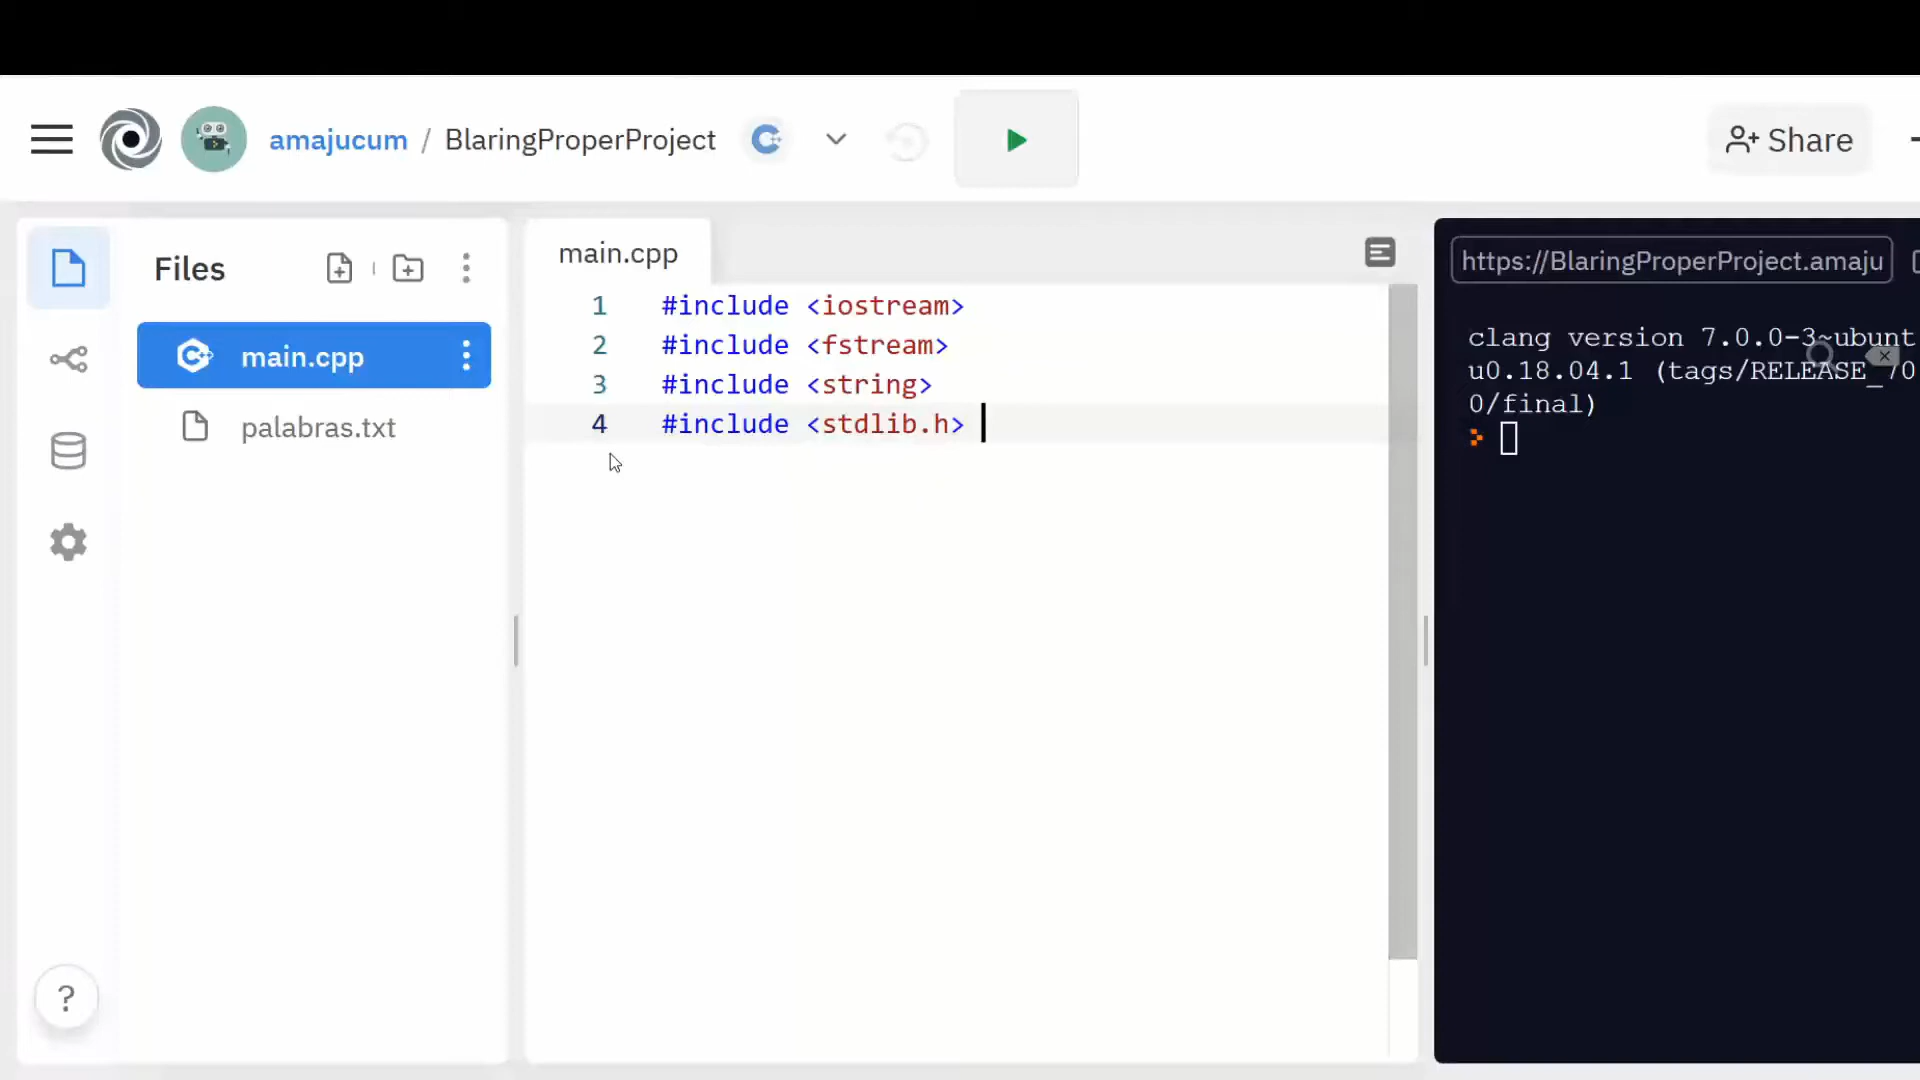 amajucum / BlaringProperProject
Share
Files
main.cpp
palabras.txt
main.cpp
1 #include <iostream>
2 #include <fstream>
3 #include <string>
4 #include <stdlib.h>
https://BlaringProperProject.amaju
clang version 7.0.0-3~ubunt
u0.18.04.1 (tags/RELEASE_70
0/final)
?